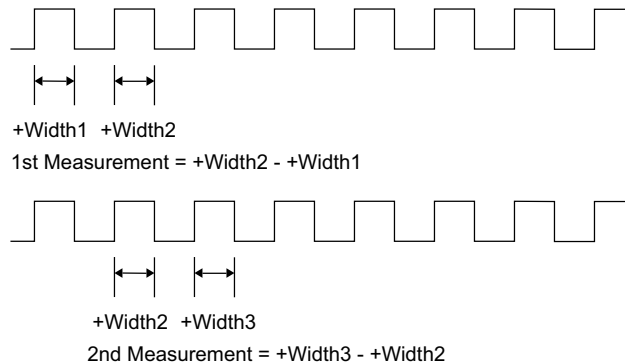 +Width1 +Width2
1st Measurement = +Width2 - +Width1
+Width2 +Width3
2nd Measurement = +Width3 - +Width2